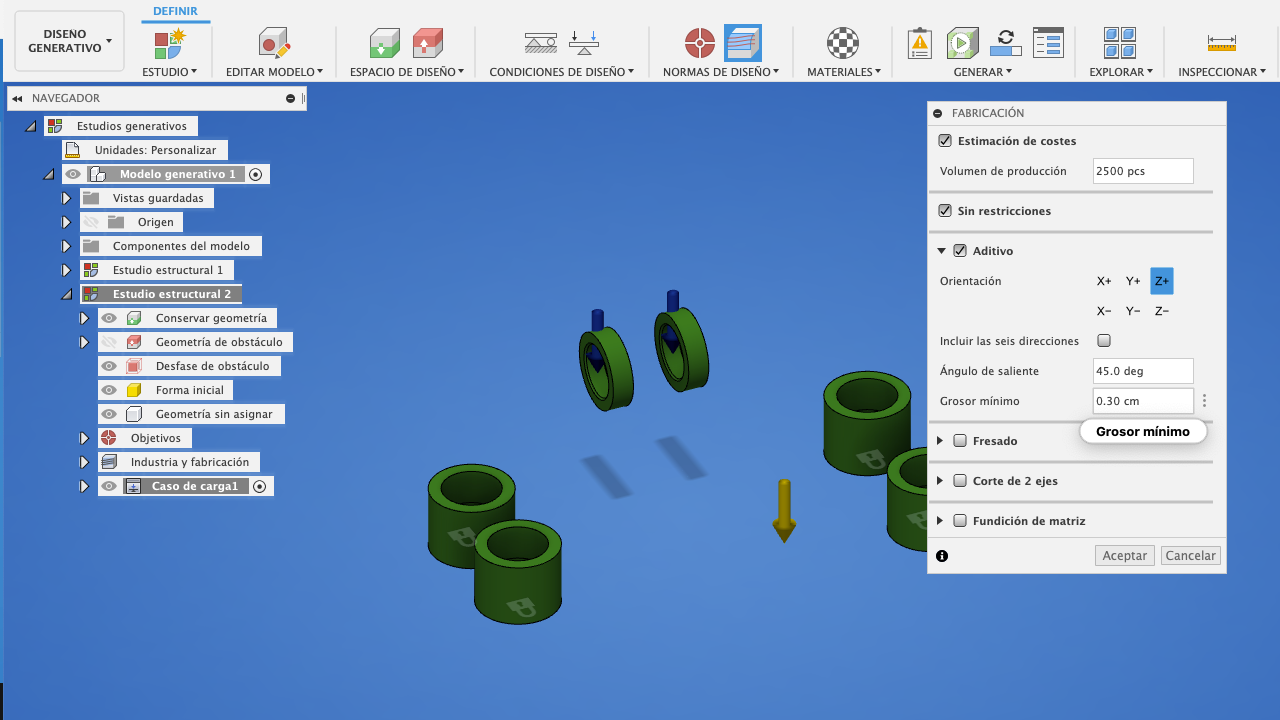 DEFINIR
DISEÑO GENERATIVO
ESTUDIO
EDITAR MODELO
ESPACIO DE DISEÑO
CONDICIONES DE DISEÑO
NORMAS DE DISEÑO
MATERIALES
GENERAR
EXPLORAR
INSPECCIONAR
NAVEGADOR
Estudios generativos
Unidades: Personalizar
Modelo generativo 1
Vistas guardadas
Origen
Componentes del modelo
Estudio estructural 1
Estudio estructural 2
Conservar geometría
Geometría de obstáculo
Desfase de obstáculo
Forma inicial
Geometría sin asignar
Objetivos
Industria y fabricación
Caso de carga1
FABRICACIÓN
Estimación de costes
Volumen de producción 2500 pcs
Sin restricciones
Aditivo
Orientación X+ Y+ Z+
X- Y- Z-
Incluir las seis direcciones
Ángulo de saliente 45.0 deg
Grosor mínimo 0.30 cm
Grosor mínimo
Fresado
Corte de 2 ejes
Fundición de matriz
Aceptar Cancelar